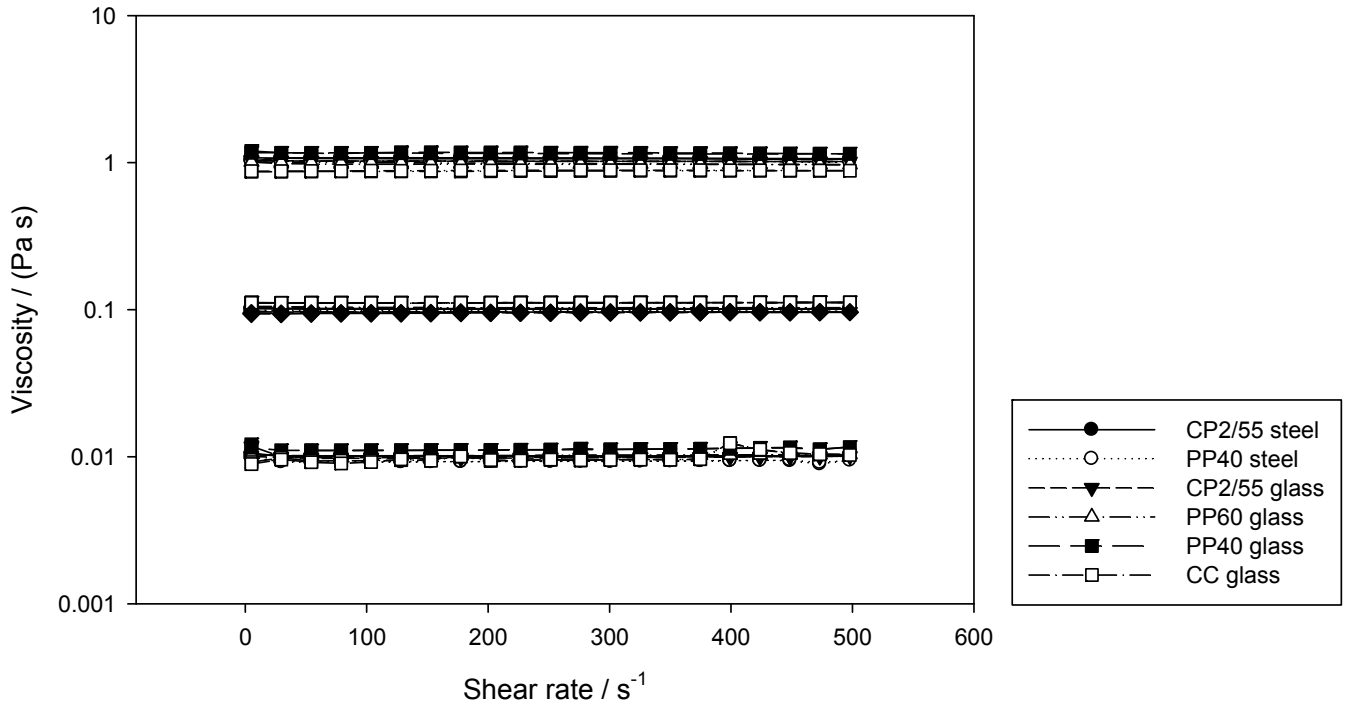 10
1
0.1
0.01
0.001
Viscosity / (Pa s)
0 100 200 300 400 500 600
Shear rate / s⁻¹
CP2/55 steel
PP40 steel
CP2/55 glass
PP60 glass
PP40 glass
CC glass